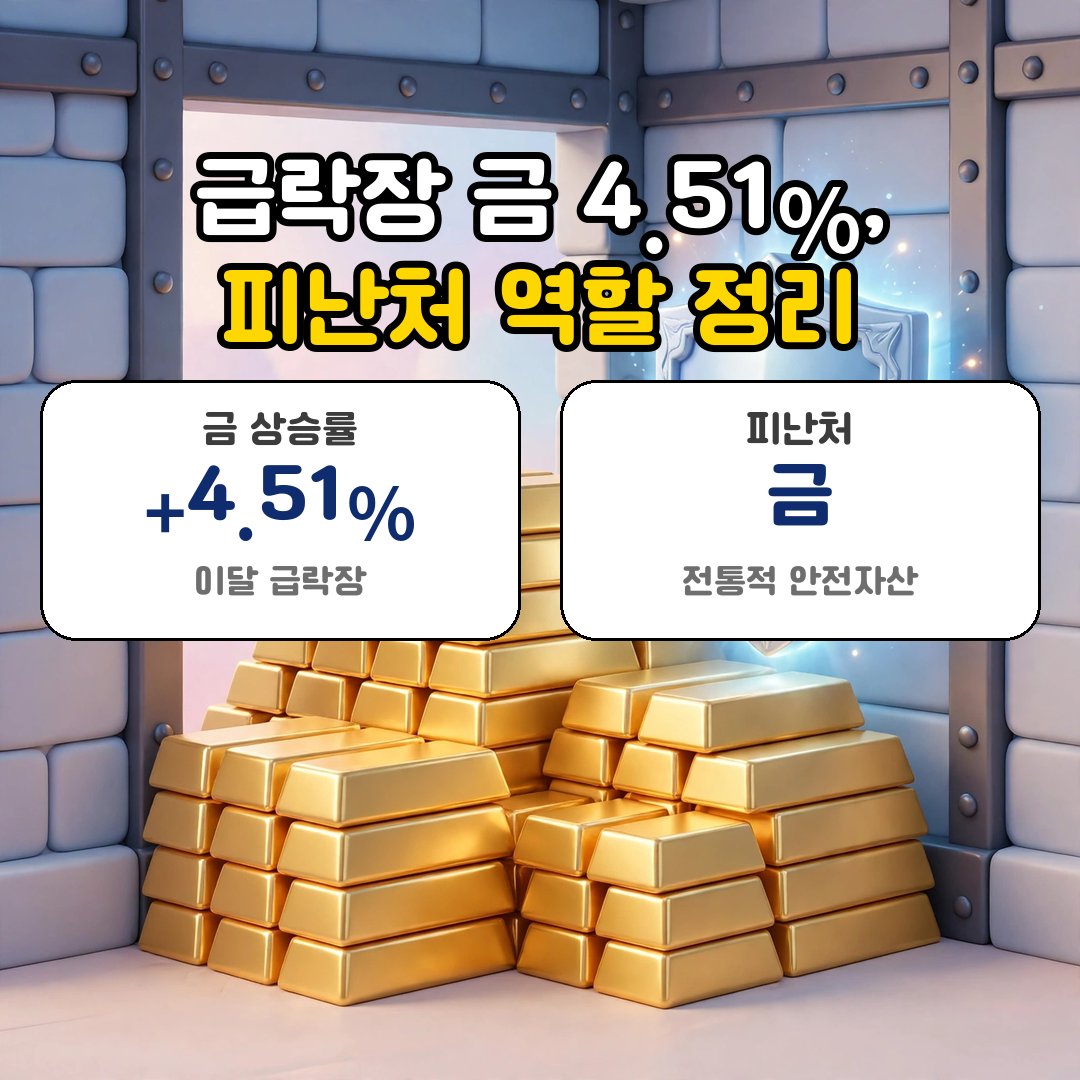 급락장 금 4.51%,
피난처 역할 정리
금 상승률
+4.51%
이달 급락장
피난처
금
전통적 안전자산